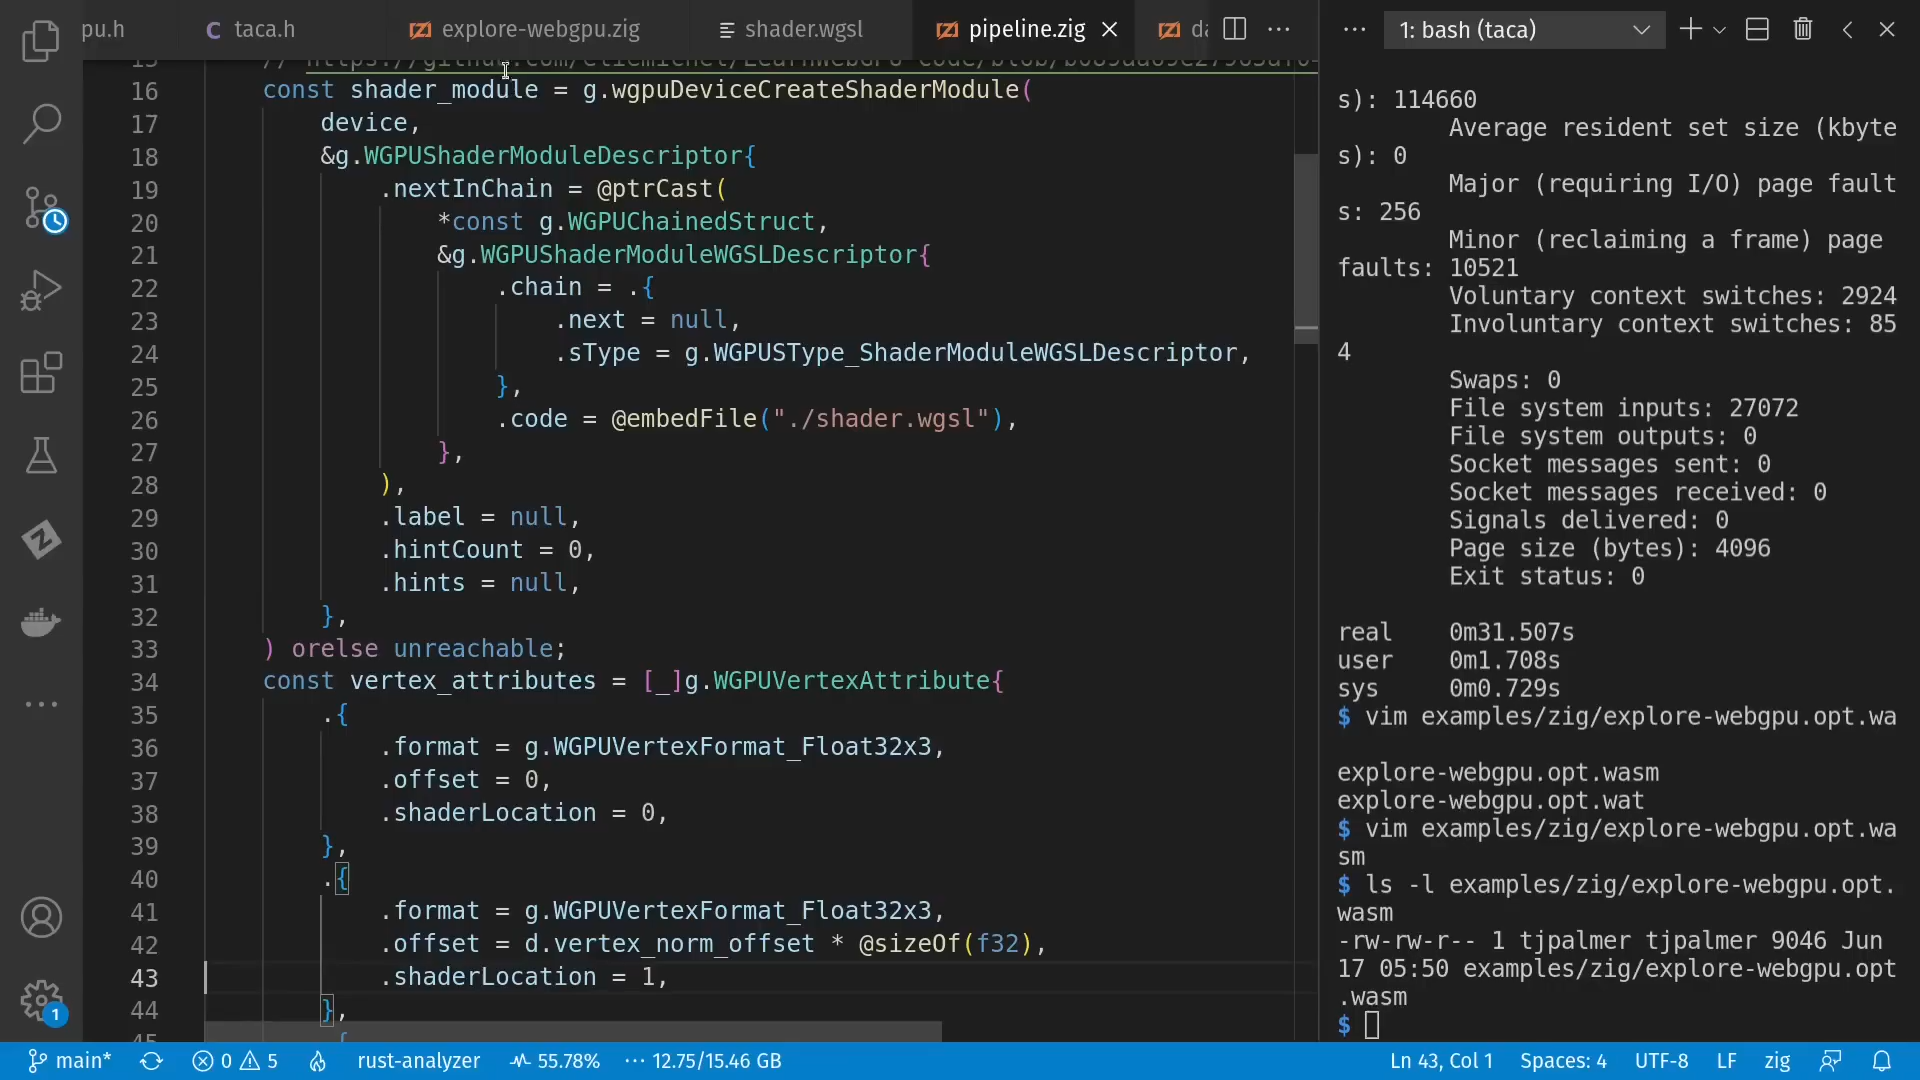 pu.h
taca.h
explore-webgpu.zig
shader.wgsl
pipeline.zig
da
1: bash (taca)
16 const shader_module = g.wgpuDeviceCreateShaderModule(
17 device,
18 &g.WGPUShaderModuleDescriptor{
19 .nextInChain = @ptrCast(
20 *const g.WGPUChainedStruct,
21 &g.WGPUShaderModuleWGSLDescriptor{
22 .chain = .{
23 .next = null,
24 .sType = g.WGPUSType_ShaderModuleWGSLDescriptor,
25 },
26 .code = @embedFile("./shader.wgsl"),
27 },
28 ),
29 .label = null,
30 .hintCount = 0,
31 .hints = null,
32 },
33 ) orelse unreachable;
34 const vertex_attributes = [_]g.WGPUVertexAttribute{
35 .{
36 .format = g.WGPUVertexFormat_Float32x3,
37 .offset = 0,
38 .shaderLocation = 0,
39 },
40 .{
41 .format = g.WGPUVertexFormat_Float32x3,
42 .offset = d.vertex_norm_offset * @sizeOf(f32),
43 .shaderLocation = 1,
44 },
s): 114660
Average resident set size (kbyte
s): 0
Major (requiring I/O) page fault
s: 256
Minor (reclaiming a frame) page
faults: 10521
Voluntary context switches: 2924
Involuntary context switches: 85
4
Swaps: 0
File system inputs: 27072
File system outputs: 0
Socket messages sent: 0
Socket messages received: 0
Signals delivered: 0
Page size (bytes): 4096
Exit status: 0
real 0m31.507s
user 0m1.708s
sys 0m0.729s
$ vim examples/zig/explore-webgpu.opt.wa
explore-webgpu.opt.wasm
explore-webgpu.opt.wat
$ vim examples/zig/explore-webgpu.opt.wa
sm
$ ls -l examples/zig/explore-webgpu.opt.
wasm
-rw-rw-r-- 1 tjpalmer tjpalmer 9046 Jun
17 05:50 examples/zig/explore-webgpu.opt
.wasm
$
1
main* 0 5 rust-analyzer 55.78% ··· 12.75/15.46 GB Ln 43, Col 1 Spaces: 4 UTF-8 LF zig